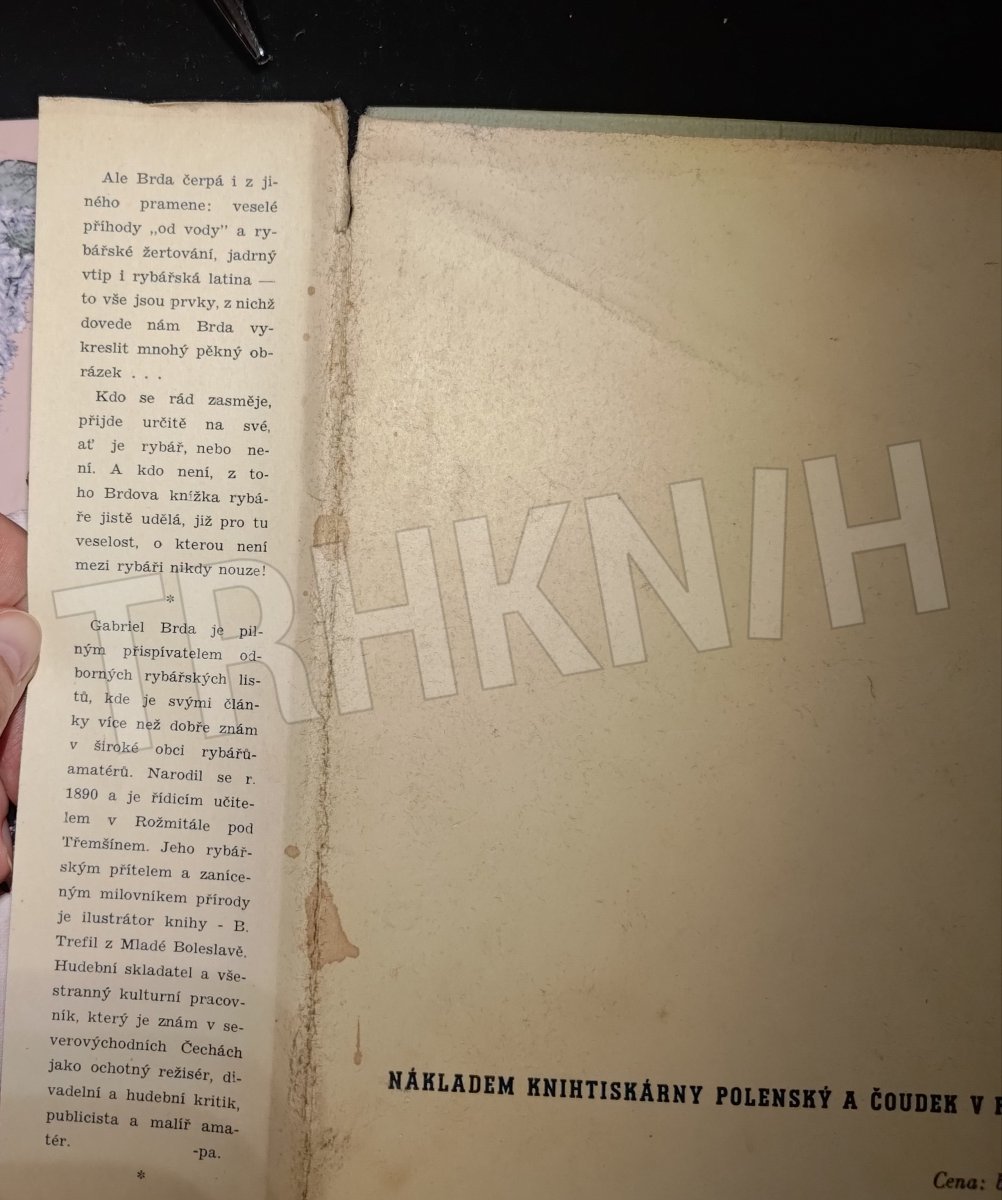 Ale Brda čerpá i z ji-
ného pramene: veselé
příhody „od vody" a ry-
bářské žertování, jadrný
vtip i rybářská latina —
to vše jsou prvky, z nichž
dovede nám Brda vy-
kreslit mnohý pěkný ob-
rázek . . .
Kdo se rád zasměje,
přijde určitě na své,
ať je rybář, nebo ne-
ní. A kdo není, z to-
ho Brdova knížka rybá-
ře jistě udělá, již pro tu
veselost, o kterou není
mezi rybáři nikdy nouze!
*
Gabriel Brda je pil-
ným přispívatelem od-
borných rybářských lis-
tů, kde je svými člán-
ky více než dobře znám
v široké obci rybářů-
amatérů. Narodil se r.
1890 a je řídicím učite-
lem v Rožmitále pod
Třemšínem. Jeho rybář-
ským přítelem a zaníce-
ným milovníkem přírody
je ilustrátor knihy - B.
Trefil z Mladé Boleslavě.
Hudební skladatel a vše-
stranný kulturní pracov-
ník, který je znám v se-
verovýchodních Čechách
jako ochotný režisér, di-
vadelní a hudební kritik,
publicista a malíř ama-
tér. -pa.
*
TRHKNIH
NÁKLADEM KNIHTISKÁRNY POLENSKÝ A ČOUDEK V
Cena: